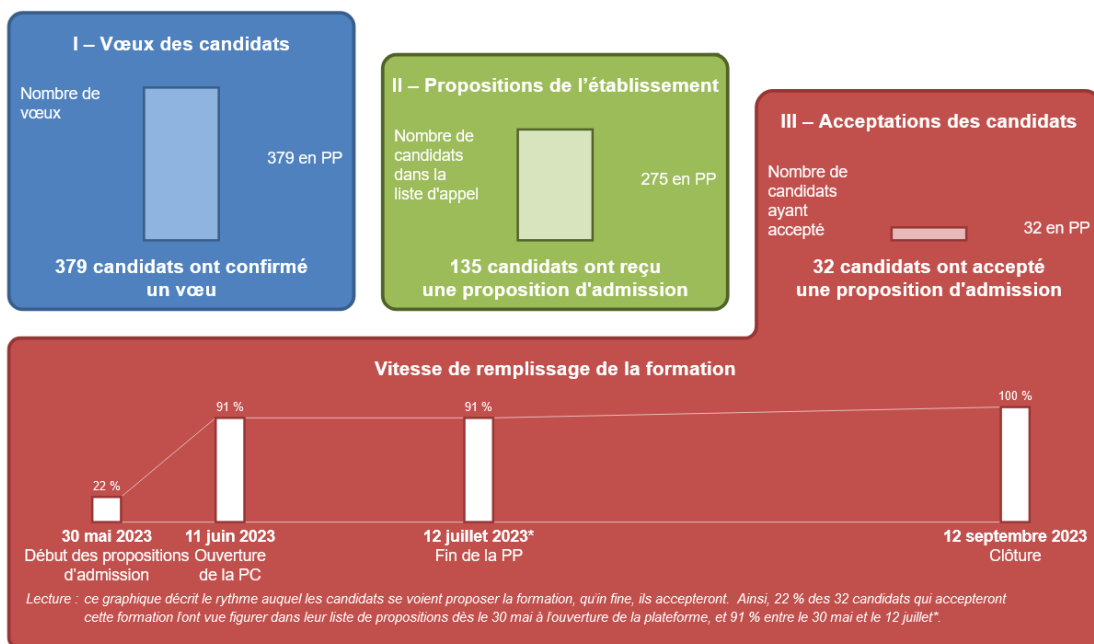 I – Vœux des candidats
Nombre de
vœux
379 en PP
379 candidats ont confirmé
un vœu
II – Propositions de l'établissement
Nombre de
candidats
dans la
liste d'appel
275 en PP
135 candidats ont reçu
une proposition d'admission
III – Acceptations des candidats
Nombre de
candidats
ayant
accepté
32 en PP
32 candidats ont accepté
une proposition d'admission
Vitesse de remplissage de la formation
22 %
91 %
91 %
100 %
30 mai 2023
Début des propositions
d'admission
11 juin 2023
Ouverture
de la PC
12 juillet 2023*
Fin de la PP
12 septembre 2023
Clôture
Lecture : ce graphique décrit le rythme auquel les candidats se voient proposer la formation, qu'in fine, ils accepteront. Ainsi, 22 % des 32 candidats qui accepteront
cette formation l'ont vue figurer dans leur liste de propositions dès le 30 mai à l'ouverture de la plateforme, et 91 % entre le 30 mai et le 12 juillet*.